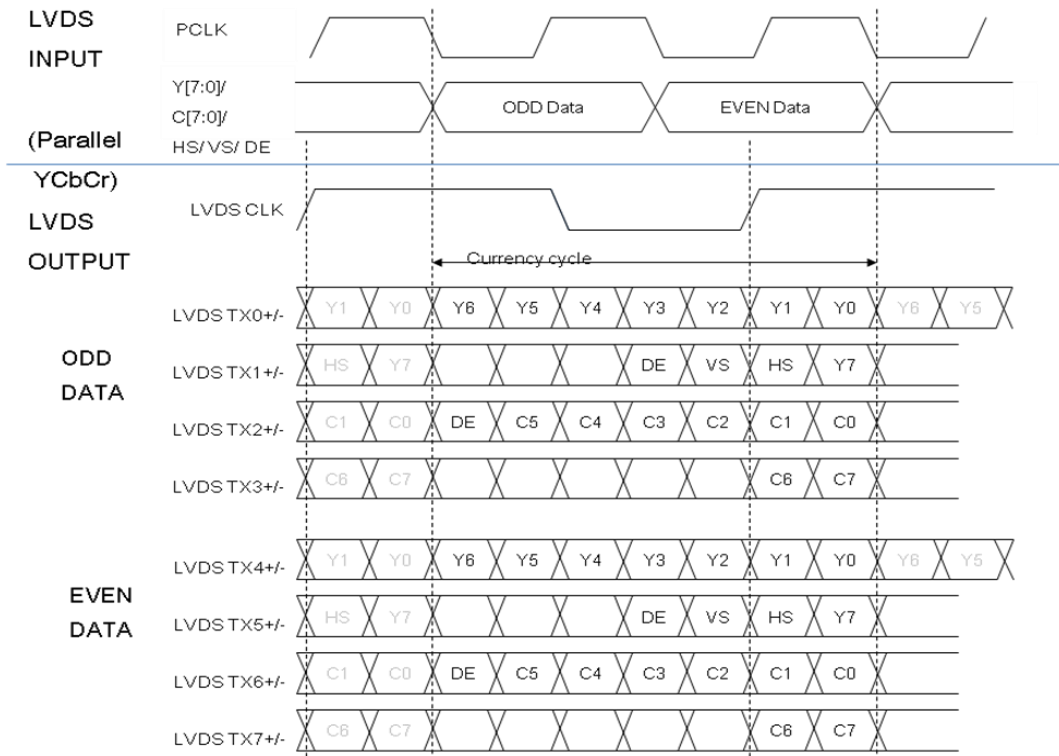 LVDS
INPUT
PCLK
Y[7:0]/
C[7:0]/
HS/ VS/ DE
ODD Data
EVEN Data
(Parallel
YCbCr)
LVDS
OUTPUT
LVDS CLK
Currency cycle
ODD
DATA
LVDS TX0+/- Y1 Y0 Y6 Y5 Y4 Y3 Y2 Y1 Y0 Y6 Y5
LVDS TX1+/- HS Y7 DE VS HS Y7
LVDS TX2+/- C1 C0 DE C5 C4 C3 C2 C1 C0
LVDS TX3+/- C6 C7 C6 C7
EVEN
DATA
LVDS TX4+/- Y1 Y0 Y6 Y5 Y4 Y3 Y2 Y1 Y0 Y6 Y5
LVDS TX5+/- HS Y7 DE VS HS Y7
LVDS TX6+/- C1 C0 DE C5 C4 C3 C2 C1 C0
LVDS TX7+/- C6 C7 C6 C7